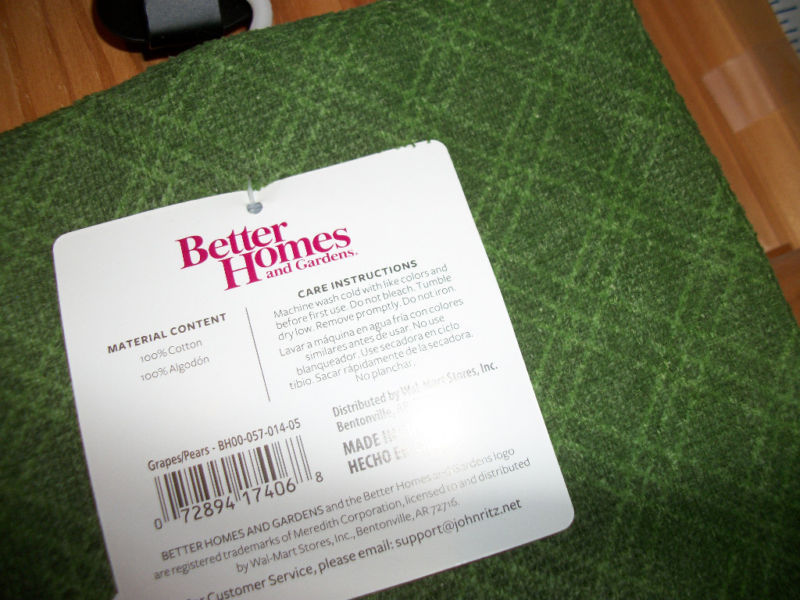 Better
Homes
and Gardens.
MATERIAL CONTENT
100% Cotton
100% Algodón
CARE INSTRUCTIONS
Machine wash cold with like colors and
before first use. Do not bleach. Tumble
dry low. Remove promptly. Do not iron.
Lavar a máquina en agua fría con colores
similares antes de usar. No use
blanqueador. Use secadora en ciclo
tibio. Sacar rápidamente de la secadora.
No planchar.
Distributed by Wal-Mart Stores, Inc.
Bentonville,
MADE
HECHO
Grapes/Pears - BH00-057-014-05
0 72894 17406 8
BETTER HOMES AND GARDENS and the Better Homes and Gardens logo
are registered trademarks of Meredith Corporation, licensed to and distributed
by Wal-Mart Stores, Inc., Bentonville, AR 72716.
Customer Service, please email: support@johnritz.net